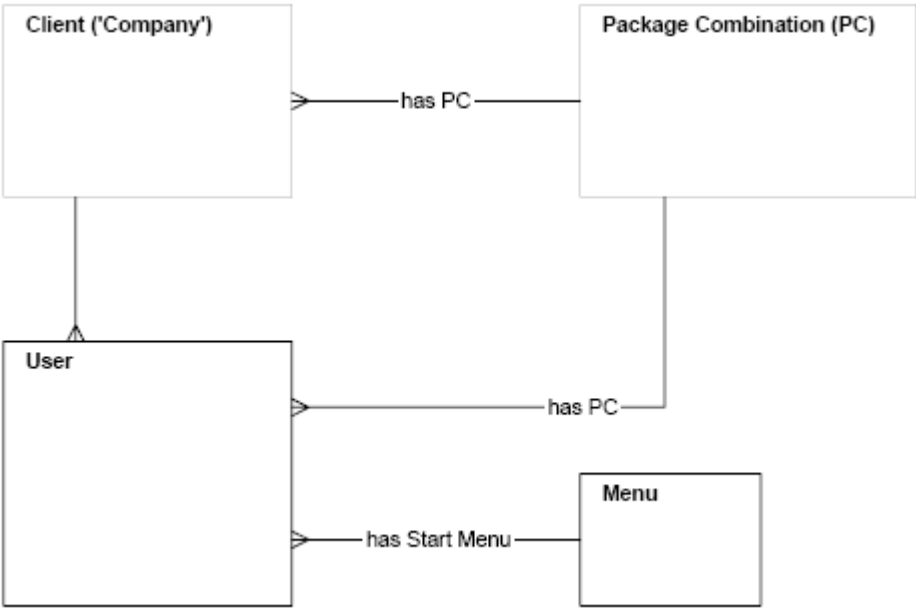 Client ('Company')
Package Combination (PC)
has PC
User
has PC
Menu
has Start Menu